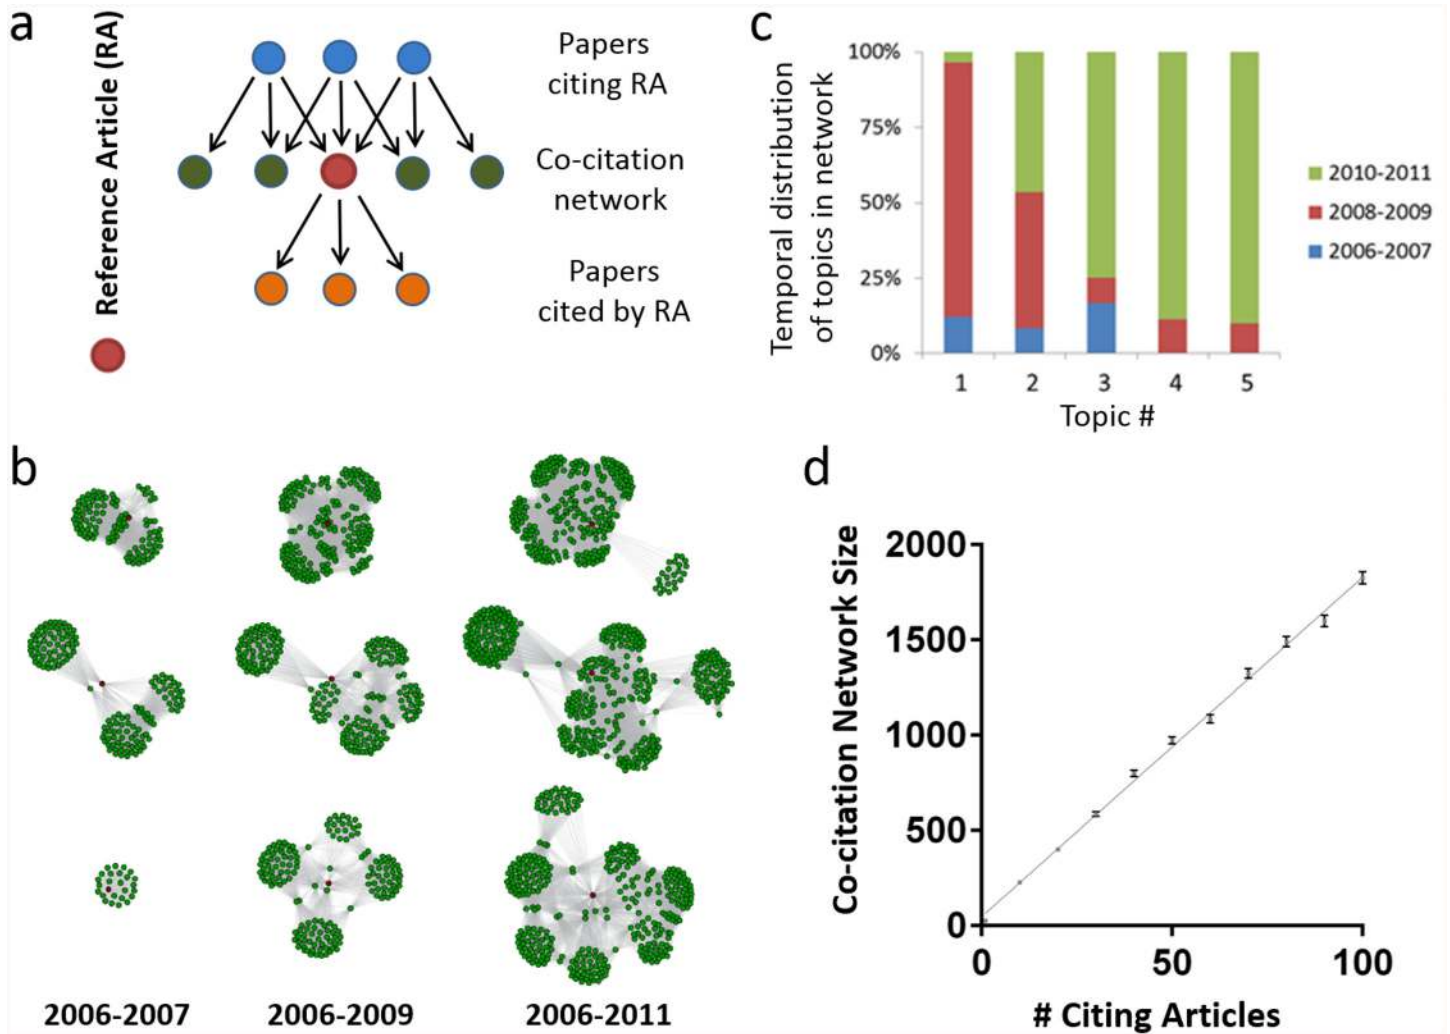 a
Reference Article (RA)
Papers
citing RA
Co-citation
network
Papers
cited by RA
c
Temporal distribution
of topics in network
100%
75%
50%
25%
0%
1 2 3 4 5
Topic #
2010-2011
2008-2009
2006-2007
b
2006-2007 2006-2009 2006-2011
d
Co-citation Network Size
2000
1500
1000
500
0
0 50 100
# Citing Articles